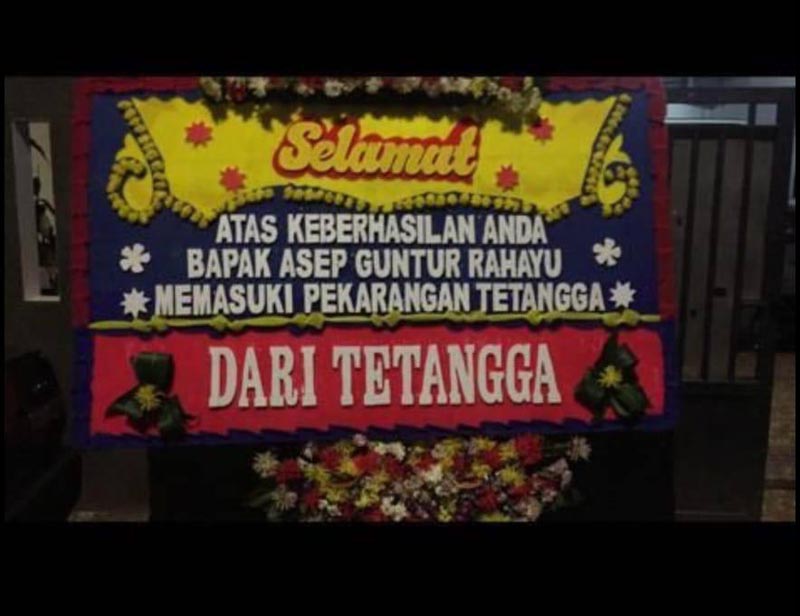 Selamat
ATAS KEBERHASILAN ANDA
BAPAK ASEP GUNTUR RAHAYU
MEMASUKI PEKARANGAN TETANGGA
DARI TETANGGA